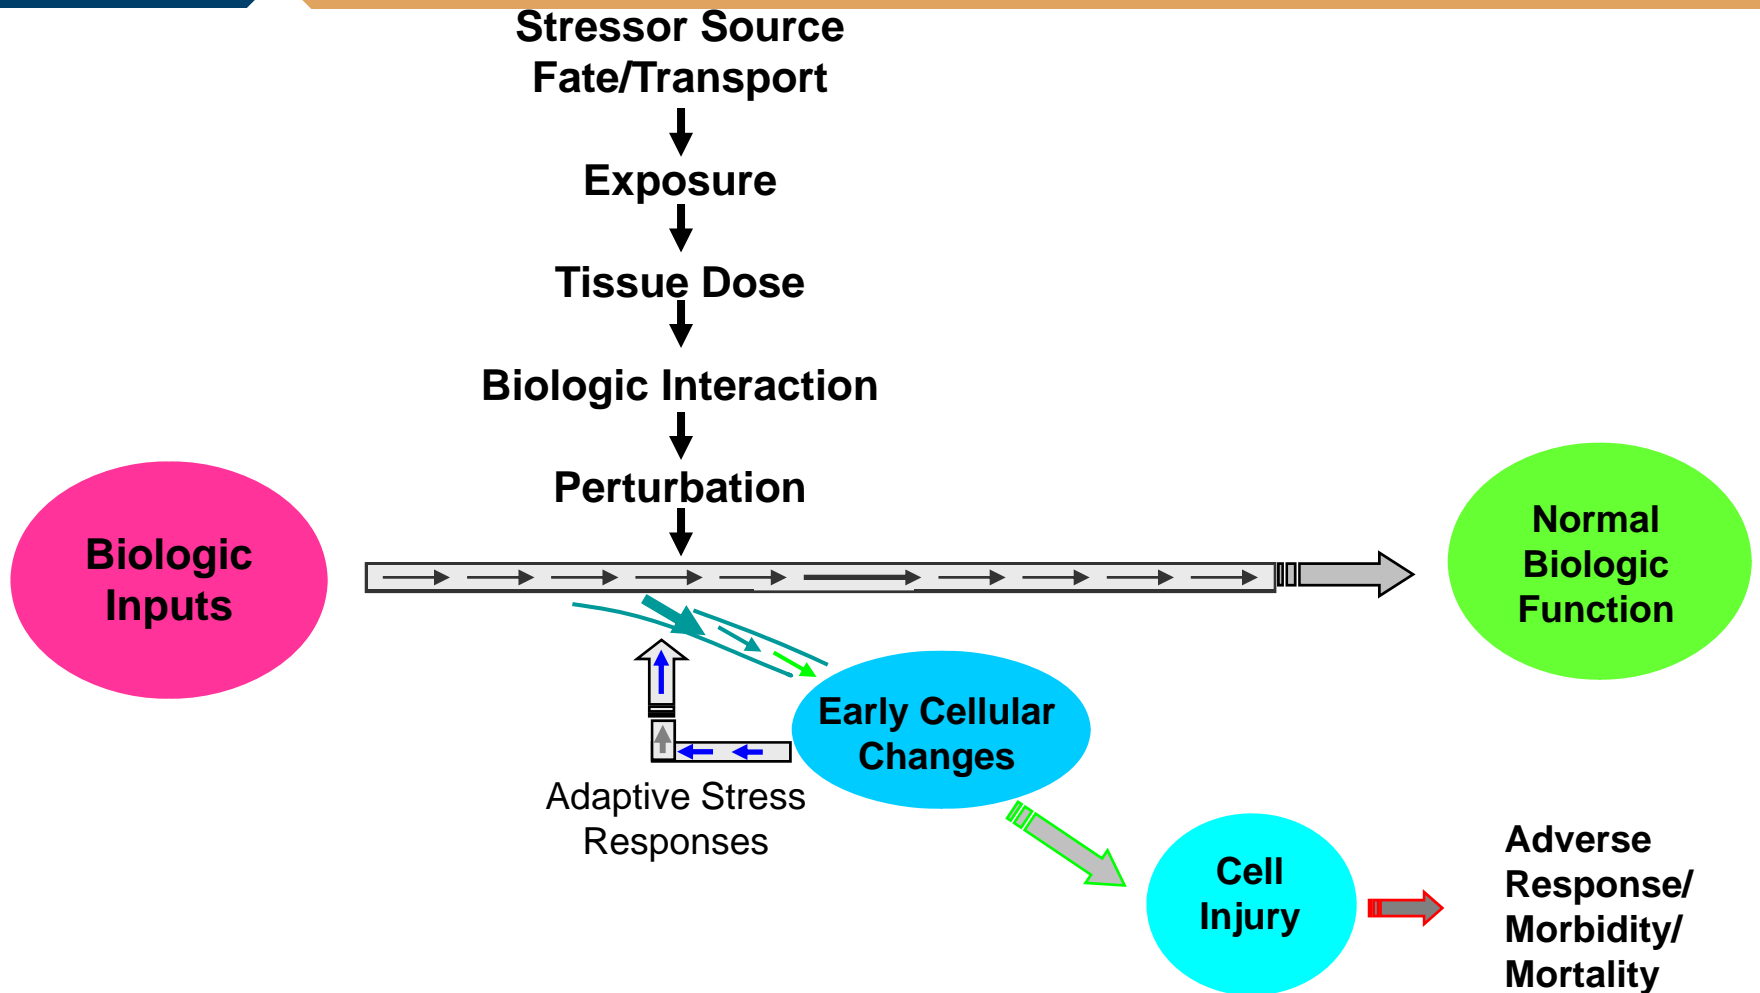 Stressor Source
Fate/Transport
Exposure
Tissue Dose
Biologic Interaction
Perturbation
Biologic
Inputs
Normal
Biologic
Function
Early Cellular
Changes
Adaptive Stress
Responses
Cell
Injury
Adverse
Response/
Morbidity/
Mortality